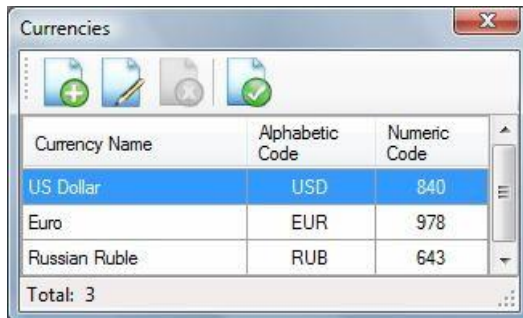 Currencies
Currency Name Alphabetic Code Numeric Code
US Dollar USD 840
Euro EUR 978
Russian Ruble RUB 643
Total: 3